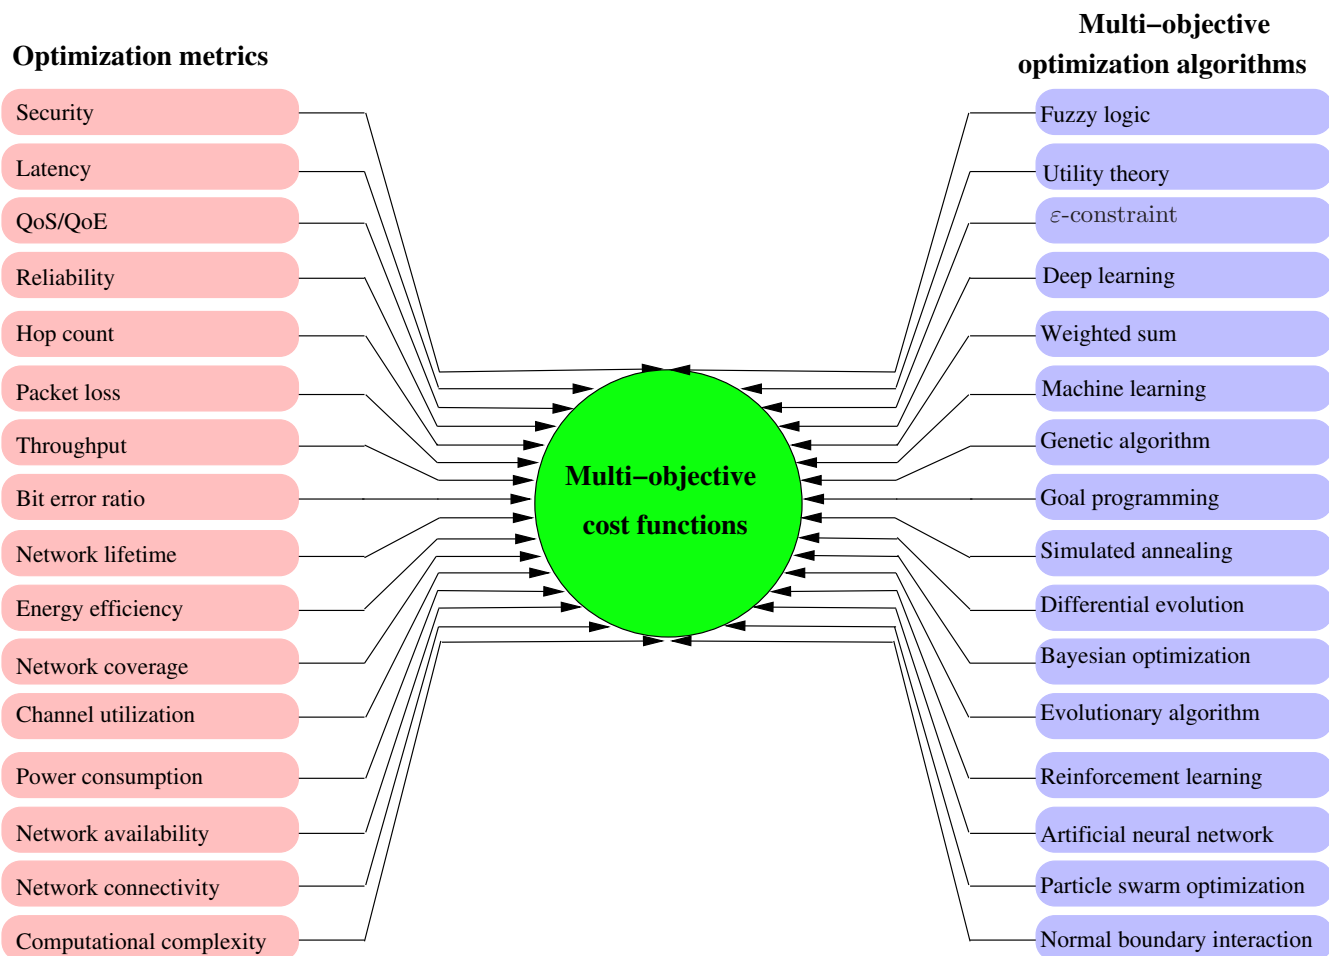 Optimization metrics
Security
Latency
QoS/QoE
Reliability
Hop count
Packet loss
Throughput
Bit error ratio
Network lifetime
Energy efficiency
Network coverage
Channel utilization
Power consumption
Network availability
Network connectivity
Computational complexity
Multi−objective
cost functions
Multi−objective
optimization algorithms
Fuzzy logic
Utility theory
ε-constraint
Deep learning
Weighted sum
Machine learning
Genetic algorithm
Goal programming
Simulated annealing
Differential evolution
Bayesian optimization
Evolutionary algorithm
Reinforcement learning
Artificial neural network
Particle swarm optimization
Normal boundary interaction